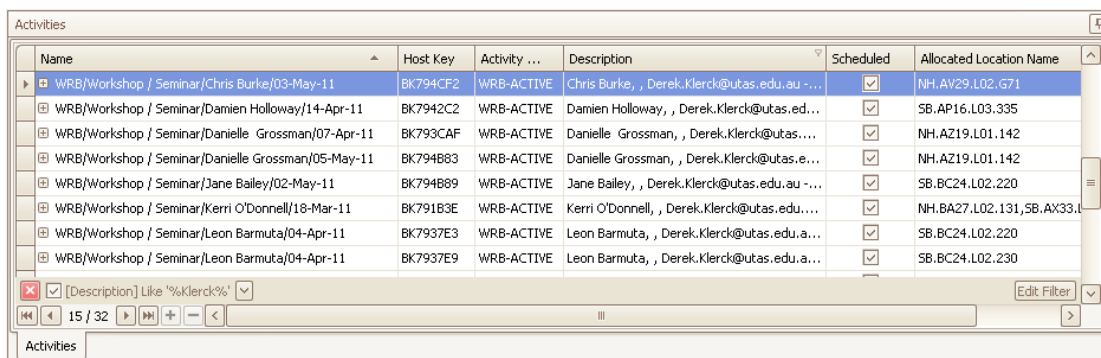 Activities
Name Host Key Activity ... Description Scheduled Allocated Location Name
WRB/Workshop / Seminar/Chris Burke/03-May-11 BK794CF2 WRB-ACTIVE Chris Burke, , Derek.Klerck@utas.edu.au -... NH.AV29.L02.G71
WRB/Workshop / Seminar/Damien Holloway/14-Apr-11 BK7942C2 WRB-ACTIVE Damien Holloway, , Derek.Klerck@utas.ed... SB.AP16.L03.335
WRB/Workshop / Seminar/Danielle  Grossman/07-Apr-11 BK793CAF WRB-ACTIVE Danielle  Grossman, , Derek.Klerck@utas.... NH.AZ19.L01.142
WRB/Workshop / Seminar/Danielle Grossman/05-May-11 BK794B83 WRB-ACTIVE Danielle Grossman, , Derek.Klerck@utas.e... NH.AZ19.L01.142
WRB/Workshop / Seminar/Jane Bailey/02-May-11 BK794B89 WRB-ACTIVE Jane Bailey, , Derek.Klerck@utas.edu.au -... SB.BC24.L02.220
WRB/Workshop / Seminar/Kerri O'Donnell/18-Mar-11 BK791B3E WRB-ACTIVE Kerri O'Donnell, , Derek.Klerck@utas.edu.... NH.BA27.L02.131,SB.AX33.L
WRB/Workshop / Seminar/Leon Barmuta/04-Apr-11 BK7937E3 WRB-ACTIVE Leon Barmuta, , Derek.Klerck@utas.edu.a... SB.BC24.L02.220
WRB/Workshop / Seminar/Leon Barmuta/04-Apr-11 BK7937E9 WRB-ACTIVE Leon Barmuta, , Derek.Klerck@utas.edu.a... SB.BC24.L02.230
[Description] Like '%Klerck%' Edit Filter
15 / 32
Activities